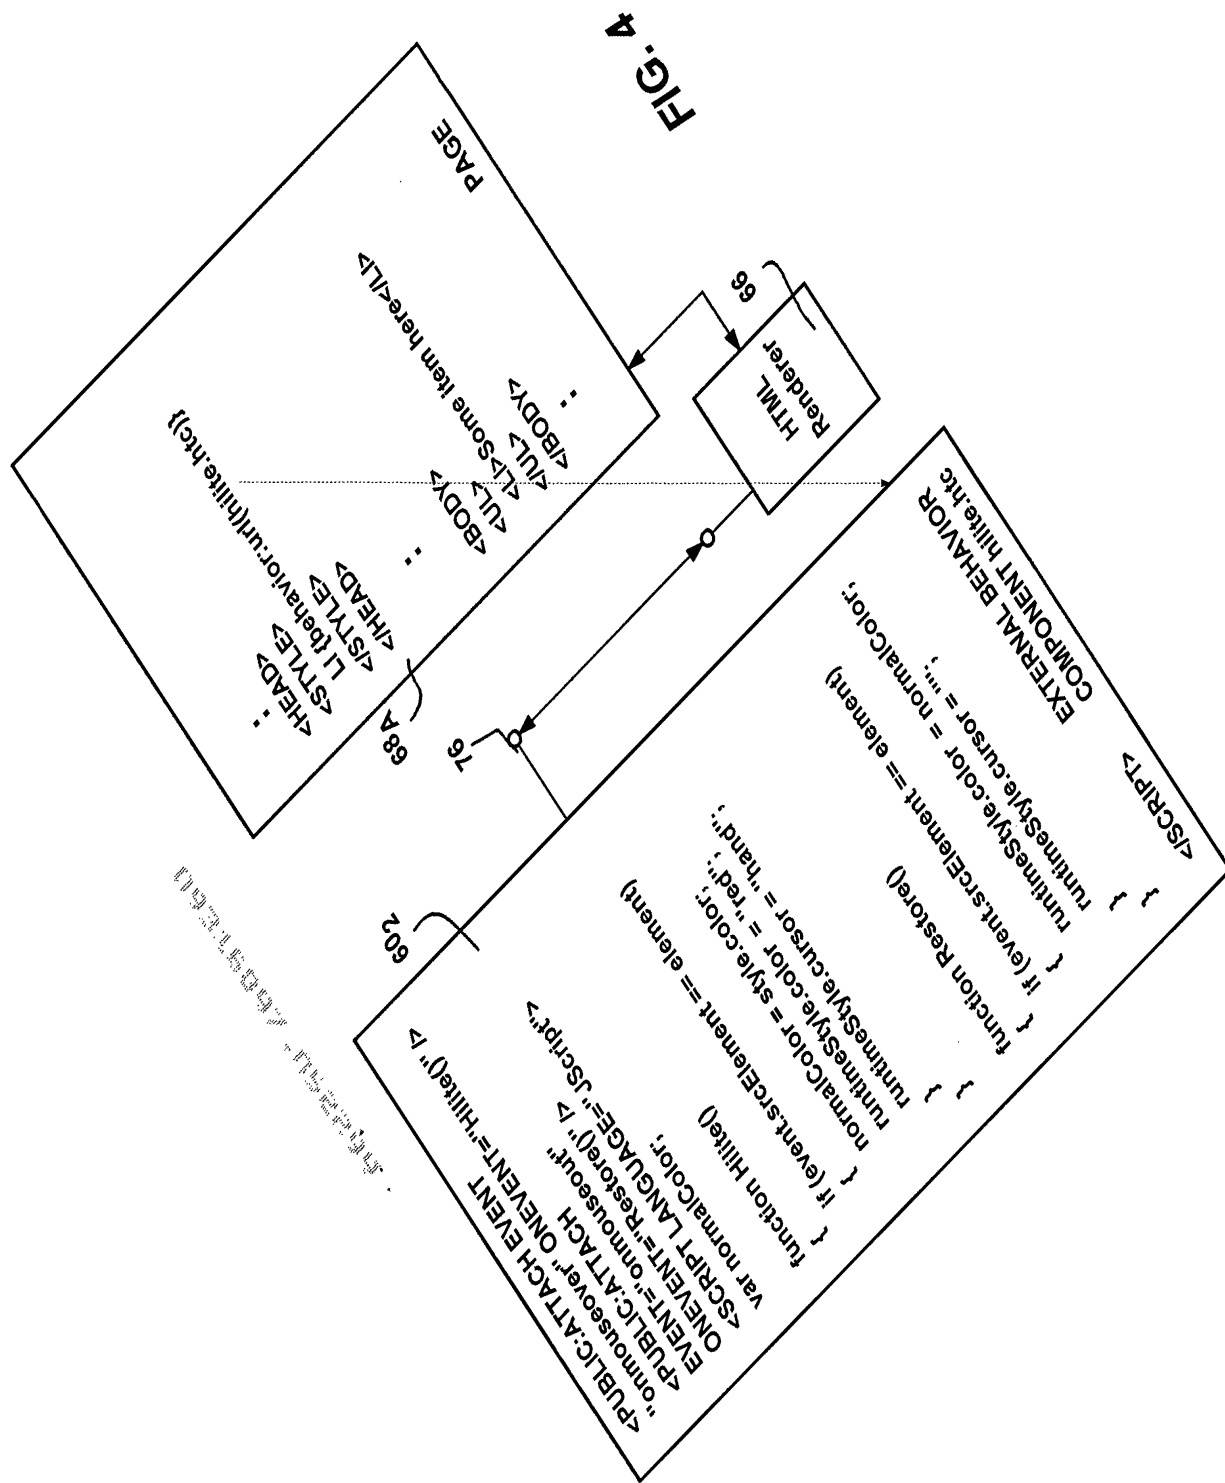 PAGE
:
<HEAD>
<STYLE>
LI {behavior:url(hilite.htc)}
</STYLE>
</HEAD>
:
<BODY>
<UL>
<LI>Some item here</LI>
</UL>
</BODY>
:
68A
76
HTML
Renderer
66
60₂
<PUBLIC:ATTACH EVENT
"onmouseover" ONEVENT="Hilite()" />
<PUBLIC:ATTACH
EVENT="onmouseout"
ONEVENT="Restore()" />
<SCRIPT LANGUAGE="JScript">
var normalColor;
function Hilite()
{
if (event.srcElement == element)
{
normalColor = style.color;
runtimeStyle.color = "red";
runtimeStyle.cursor = "hand";
}
}
function Restore()
{
if (event.srcElement == element)
{
runtimeStyle.color = normalColor;
runtimeStyle.cursor = "";
}
}
</SCRIPT>
EXTERNAL BEHAVIOR
COMPONENT hilite.htc
FIG. 4